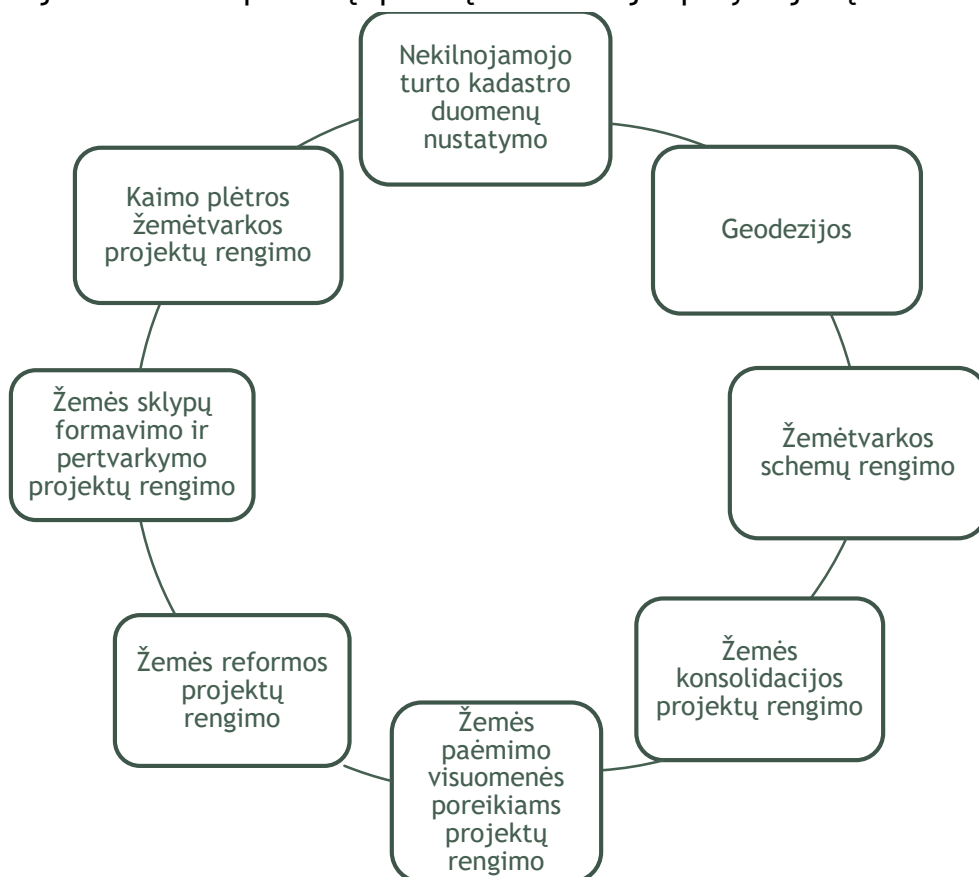 Nekilnojamojo
turto kadastro
duomenų
nustatymo
Geodezijos
Žemėtvarkos
schemų rengimo
Žemės
konsolidacijos
projektų rengimo
Žemės
paėmimo
visuomenės
poreikiams
projektų
rengimo
Žemės reformos
projektų
rengimo
Žemės sklypų
formavimo ir
pertvarkymo
projektų rengimo
Kaimo plėtros
žemėtvarkos
projektų rengimo